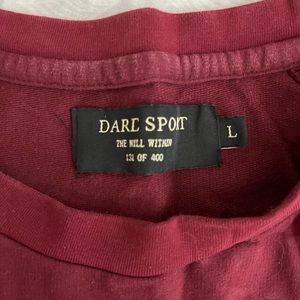 DARE SPORT
THE WILL WITHIN
131 OF 400
L